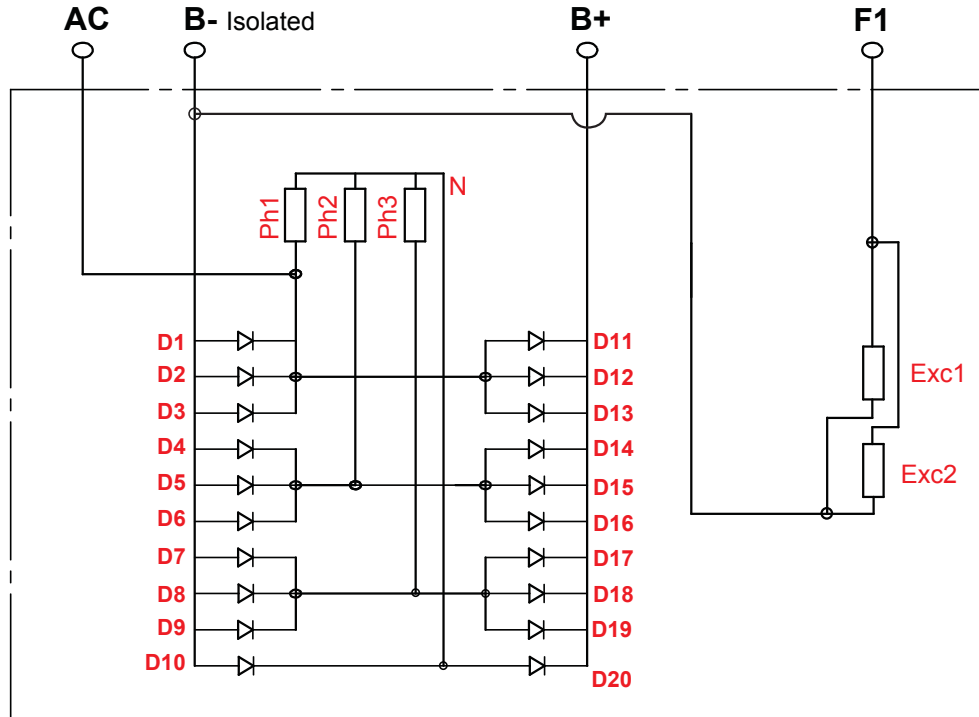 AC B- Isolated B+ F1
N
Ph1 Ph2 Ph3
D1 D11
D2 D12
Exc1
D3 D13
D4 D14
Exc2
D5 D15
D6 D16
D7 D17
D8 D18
D9 D19
D10 D20